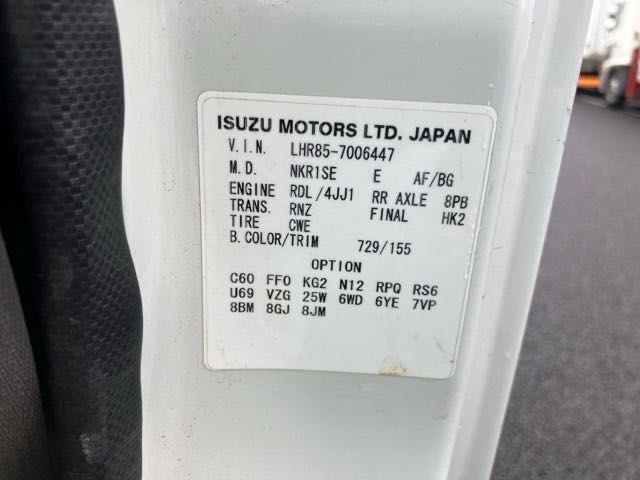 ISUZU MOTORS LTD. JAPAN
V.I.N. LHR85-7006447
M.D. NKR1SE E AF/BG
ENGINE RDL/4JJ1 RR AXLE 8PB
TRANS. RNZ FINAL HK2
TIRE CWE
B.COLOR/TRIM 729/155
OPTION
C60 FF0 KG2 N12 RPQ RS6
U69 VZG 25W 6WD 6YE 7VP
8BM 8GJ 8JM